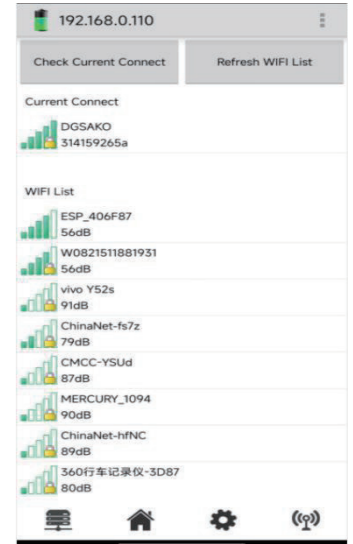 192.168.0.110
Check Current Connect
Refresh WIFI List
Current Connect
DGSAKO
314159265a
WIFI List
ESP_406F87
56dB
W0821511881931
56dB
vivo Y52s
91dB
ChinaNet-fs7z
79dB
CMCC-YSUd
87dB
MERCURY_1094
90dB
ChinaNet-hfNC
89dB
360行车记录仪-3D87
80dB